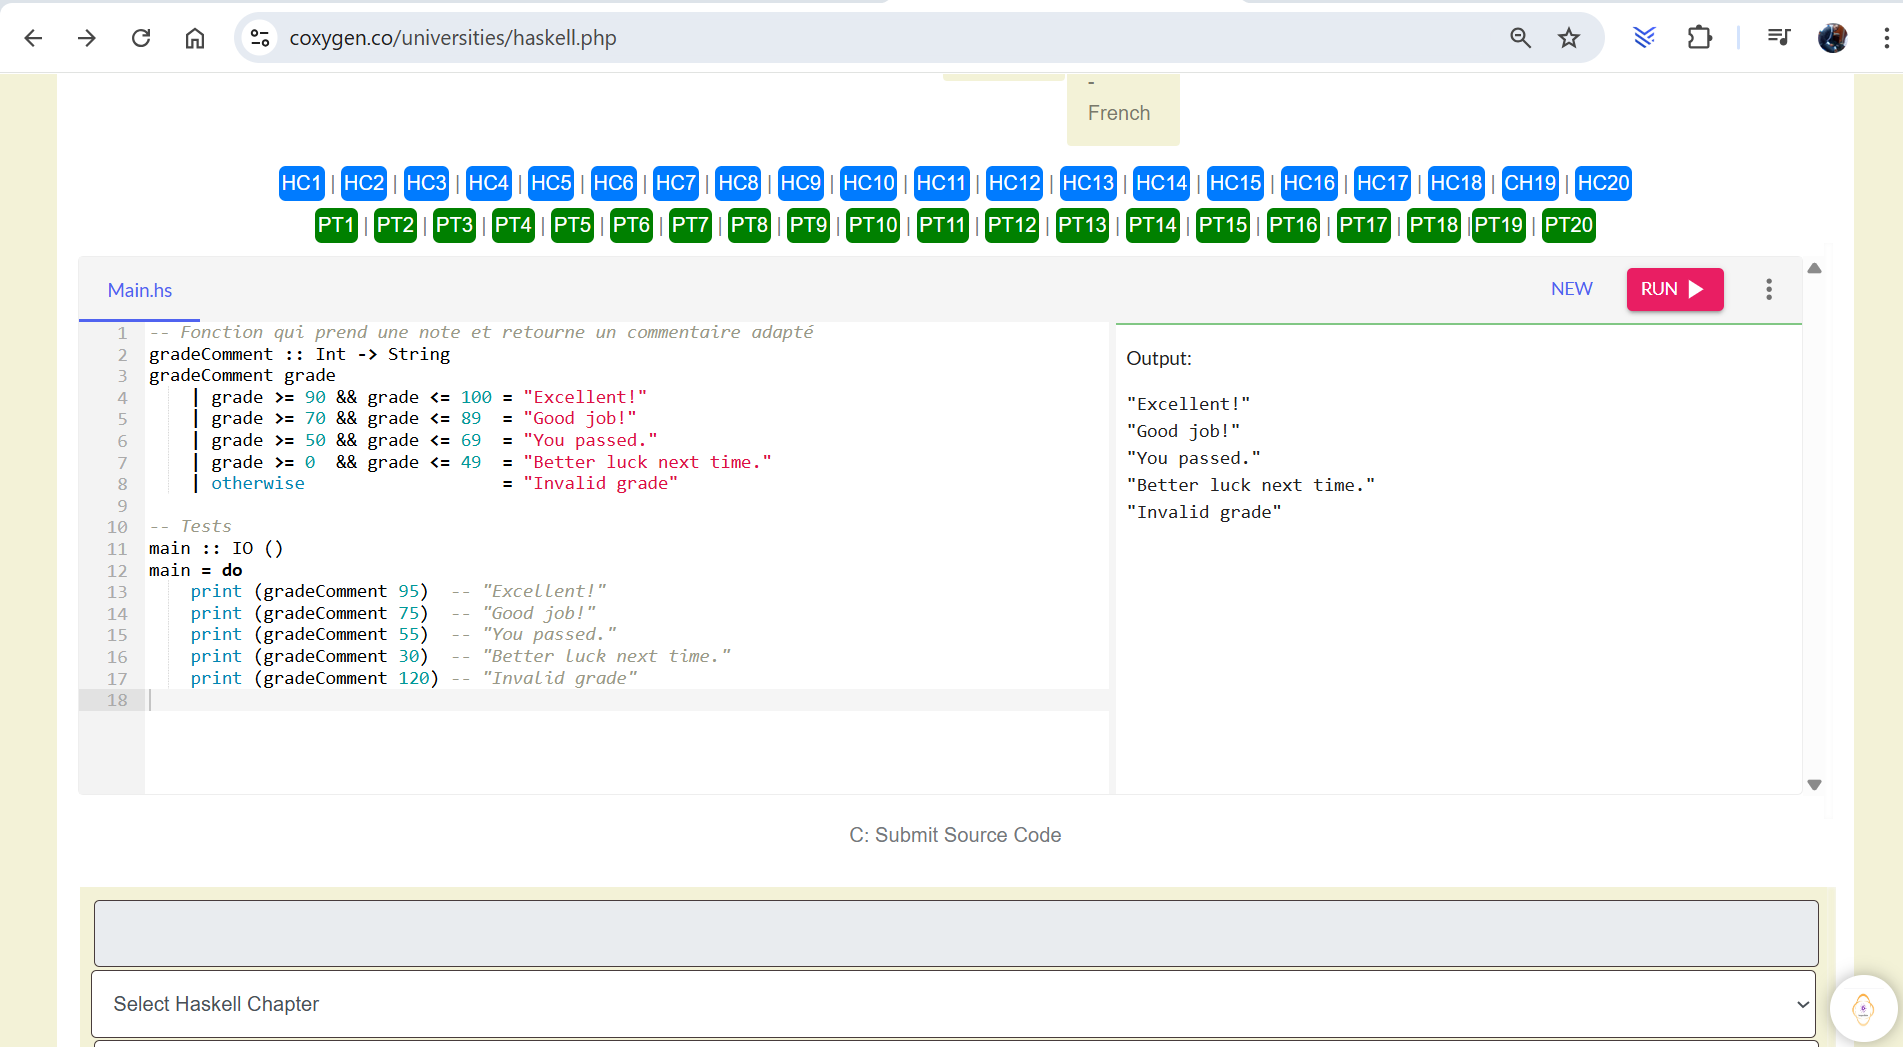 coxygen.co/universities/haskell.php
-
French
HC1 | HC2 | HC3 | HC4 | HC5 | HC6 | HC7 | HC8 | HC9 | HC10 | HC11 | HC12 | HC13 | HC14 | HC15 | HC16 | HC17 | HC18 | CH19 | HC20
PT1 | PT2 | PT3 | PT4 | PT5 | PT6 | PT7 | PT8 | PT9 | PT10 | PT11 | PT12 | PT13 | PT14 | PT15 | PT16 | PT17 | PT18 |PT19 | PT20
Main.hs
NEW
RUN
1 -- Fonction qui prend une note et retourne un commentaire adapté
2 gradeComment :: Int -> String
3 gradeComment grade
4     | grade >= 90 && grade <= 100 = "Excellent!"
5     | grade >= 70 && grade <= 89  = "Good job!"
6     | grade >= 50 && grade <= 69  = "You passed."
7     | grade >= 0  && grade <= 49  = "Better luck next time."
8     | otherwise                   = "Invalid grade"
9
10 -- Tests
11 main :: IO ()
12 main = do
13     print (gradeComment 95)  -- "Excellent!"
14     print (gradeComment 75)  -- "Good job!"
15     print (gradeComment 55)  -- "You passed."
16     print (gradeComment 30)  -- "Better luck next time."
17     print (gradeComment 120) -- "Invalid grade"
18
Output:
"Excellent!"
"Good job!"
"You passed."
"Better luck next time."
"Invalid grade"
C: Submit Source Code
Select Haskell Chapter